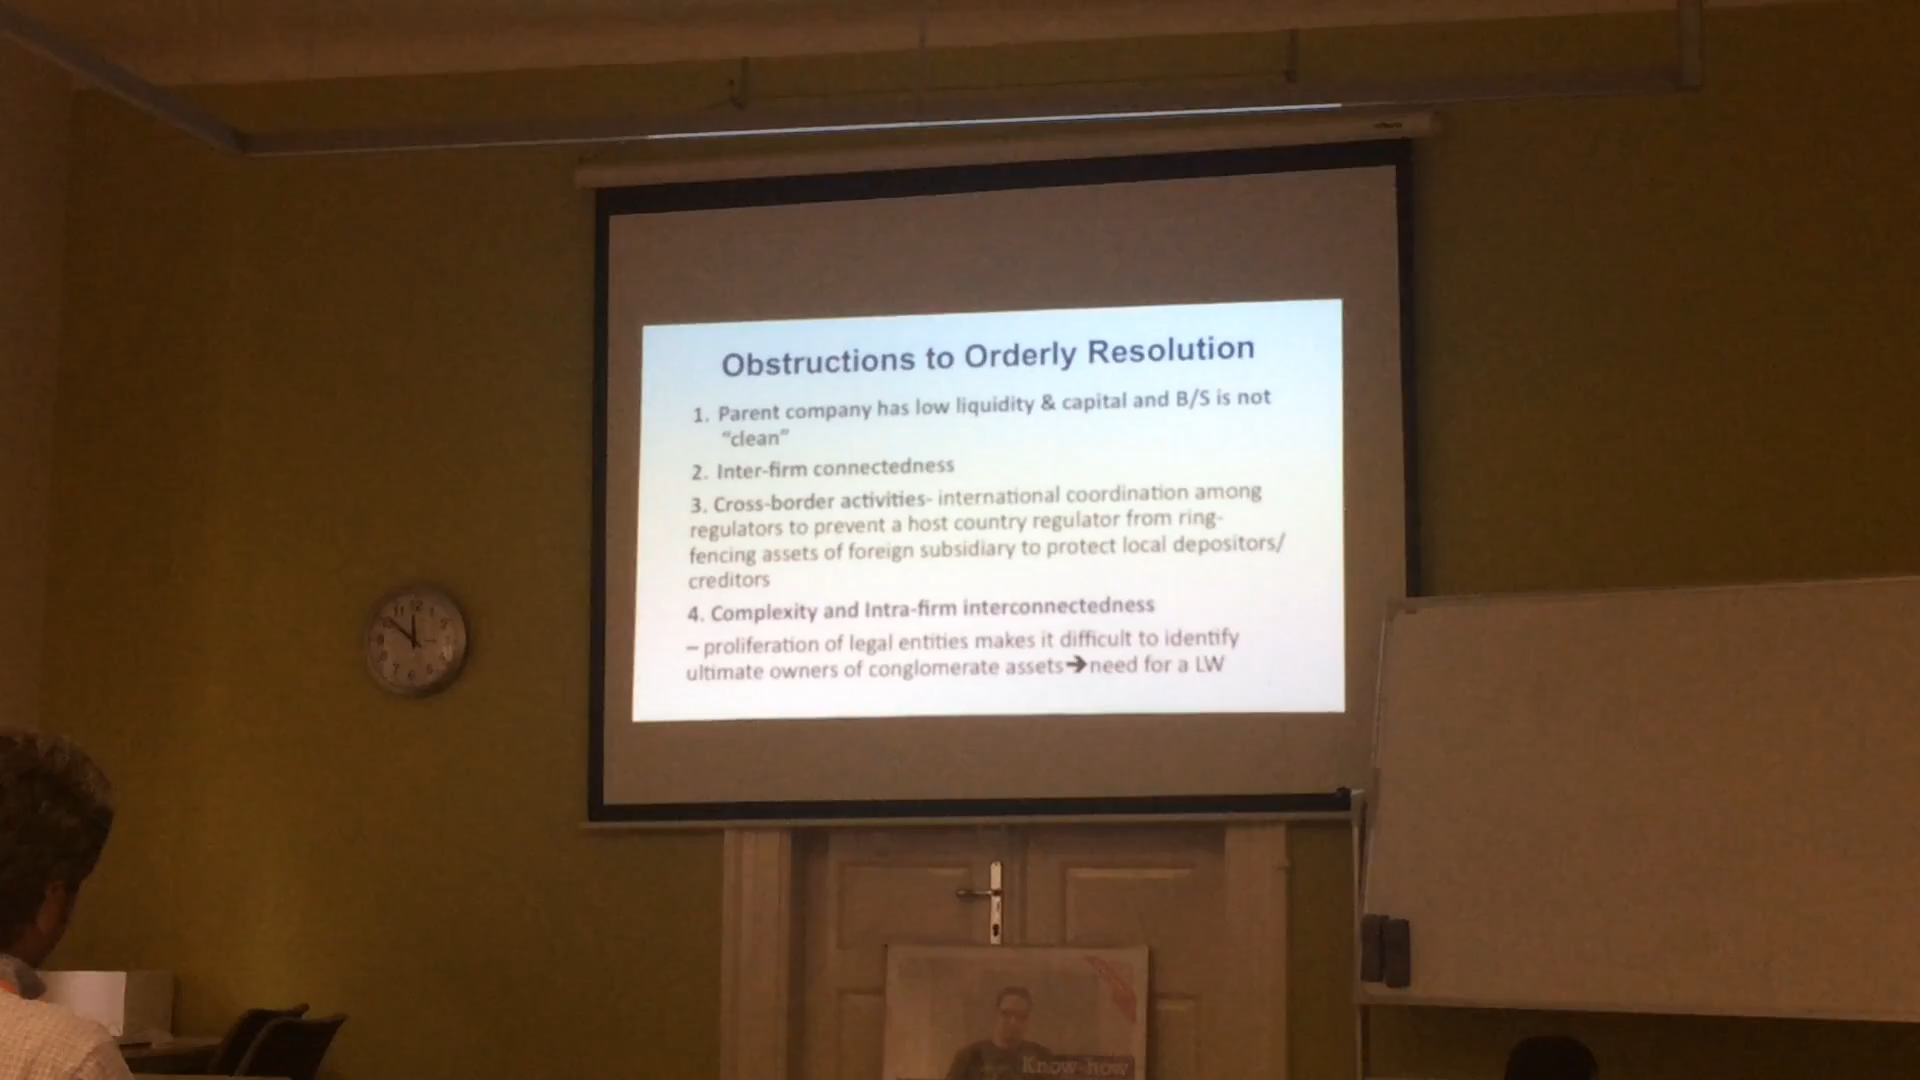 Obstructions to Orderly Resolution
1. Parent company has low liquidity & capital and B/S is not
“clean”
2. Inter-firm connectedness
3. Cross-border activities- international coordination among
regulators to prevent a host country regulator from ring-
fencing assets of foreign subsidiary to protect local depositors/
creditors
4. Complexity and Intra-firm interconnectedness
– proliferation of legal entities makes it difficult to identify
ultimate owners of conglomerate assets➔need for a LW
Know-how